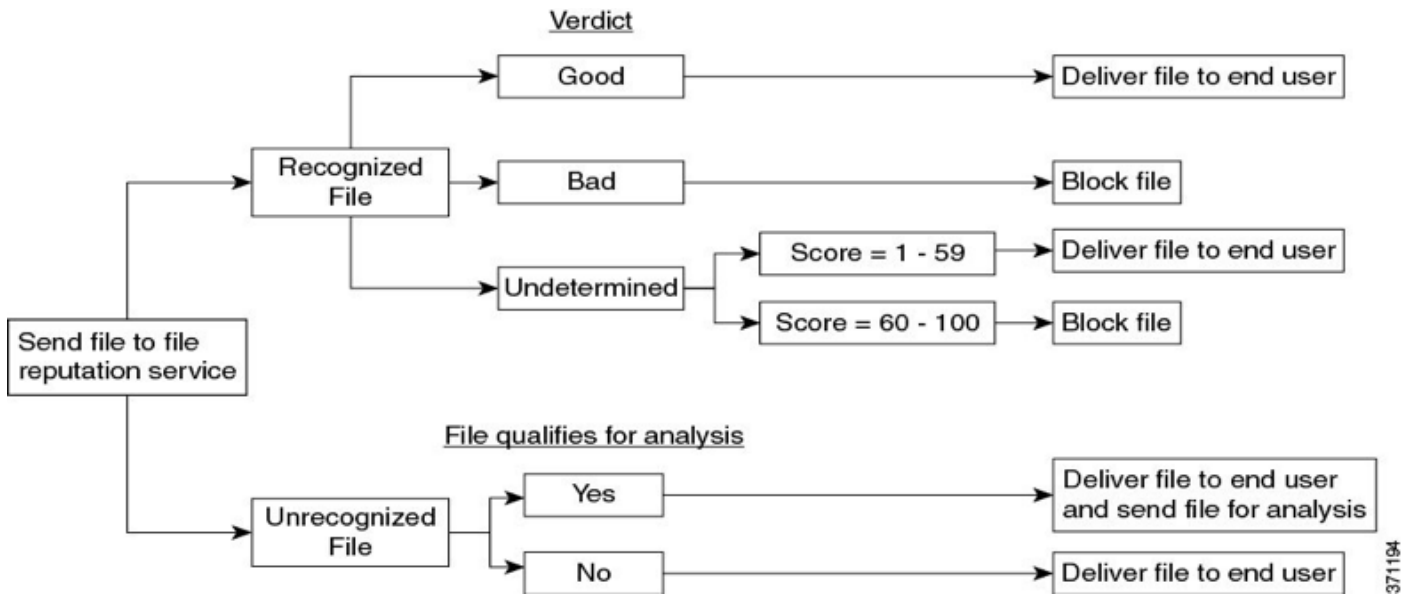 Verdict
Good
Deliver file to end user
Recognized
File
Bad
Block file
Undetermined
Score = 1 - 59
Deliver file to end user
Score = 60 - 100
Block file
Send file to file
reputation service
File qualifies for analysis
Unrecognized
File
Yes
Deliver file to end user
and send file for analysis
No
Deliver file to end user
371194